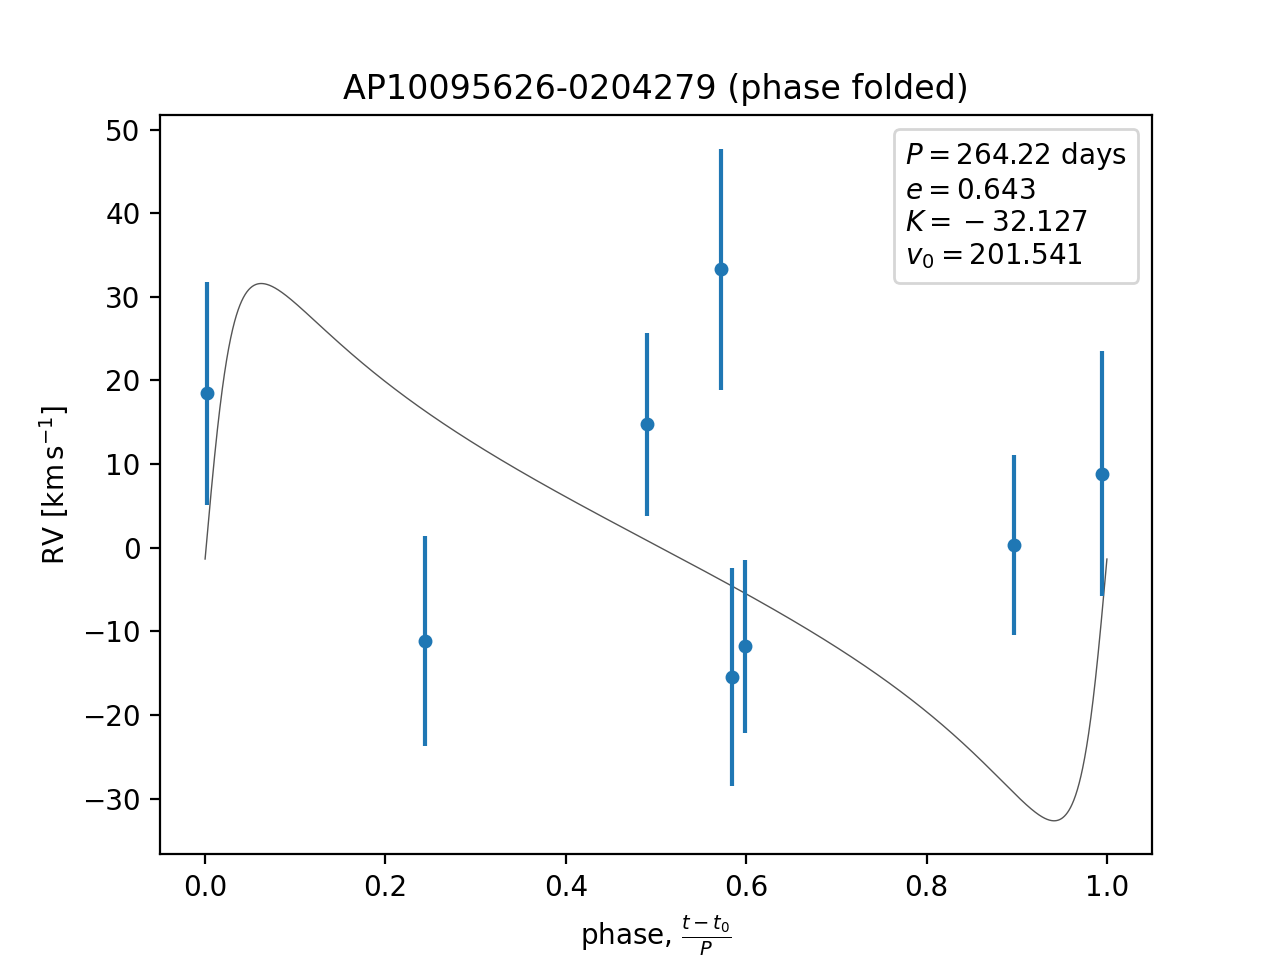 AP10095626-0204279 (phase folded)
P = 264.22 days
e = 0.643
K = −32.127
v₀ = 201.541
RV [km s⁻¹]
50
40
30
20
10
0
−10
−20
−30
0.0 0.2 0.4 0.6 0.8 1.0
phase, (t − t₀)/P